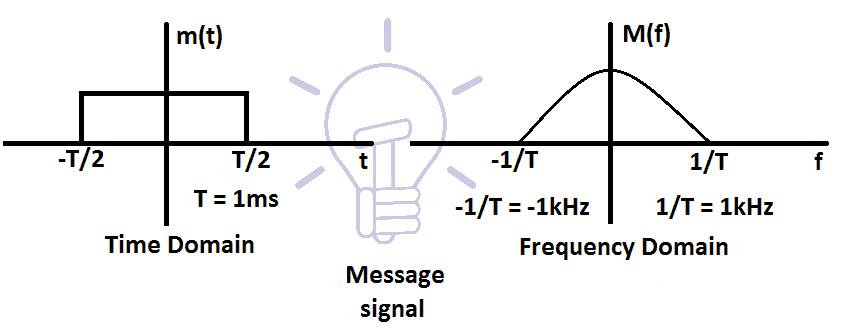 m(t)
M(f)
-T/2
T/2
t
-1/T
1/T
f
T = 1ms
-1/T = -1kHz
1/T = 1kHz
Time Domain
Frequency Domain
Message
signal